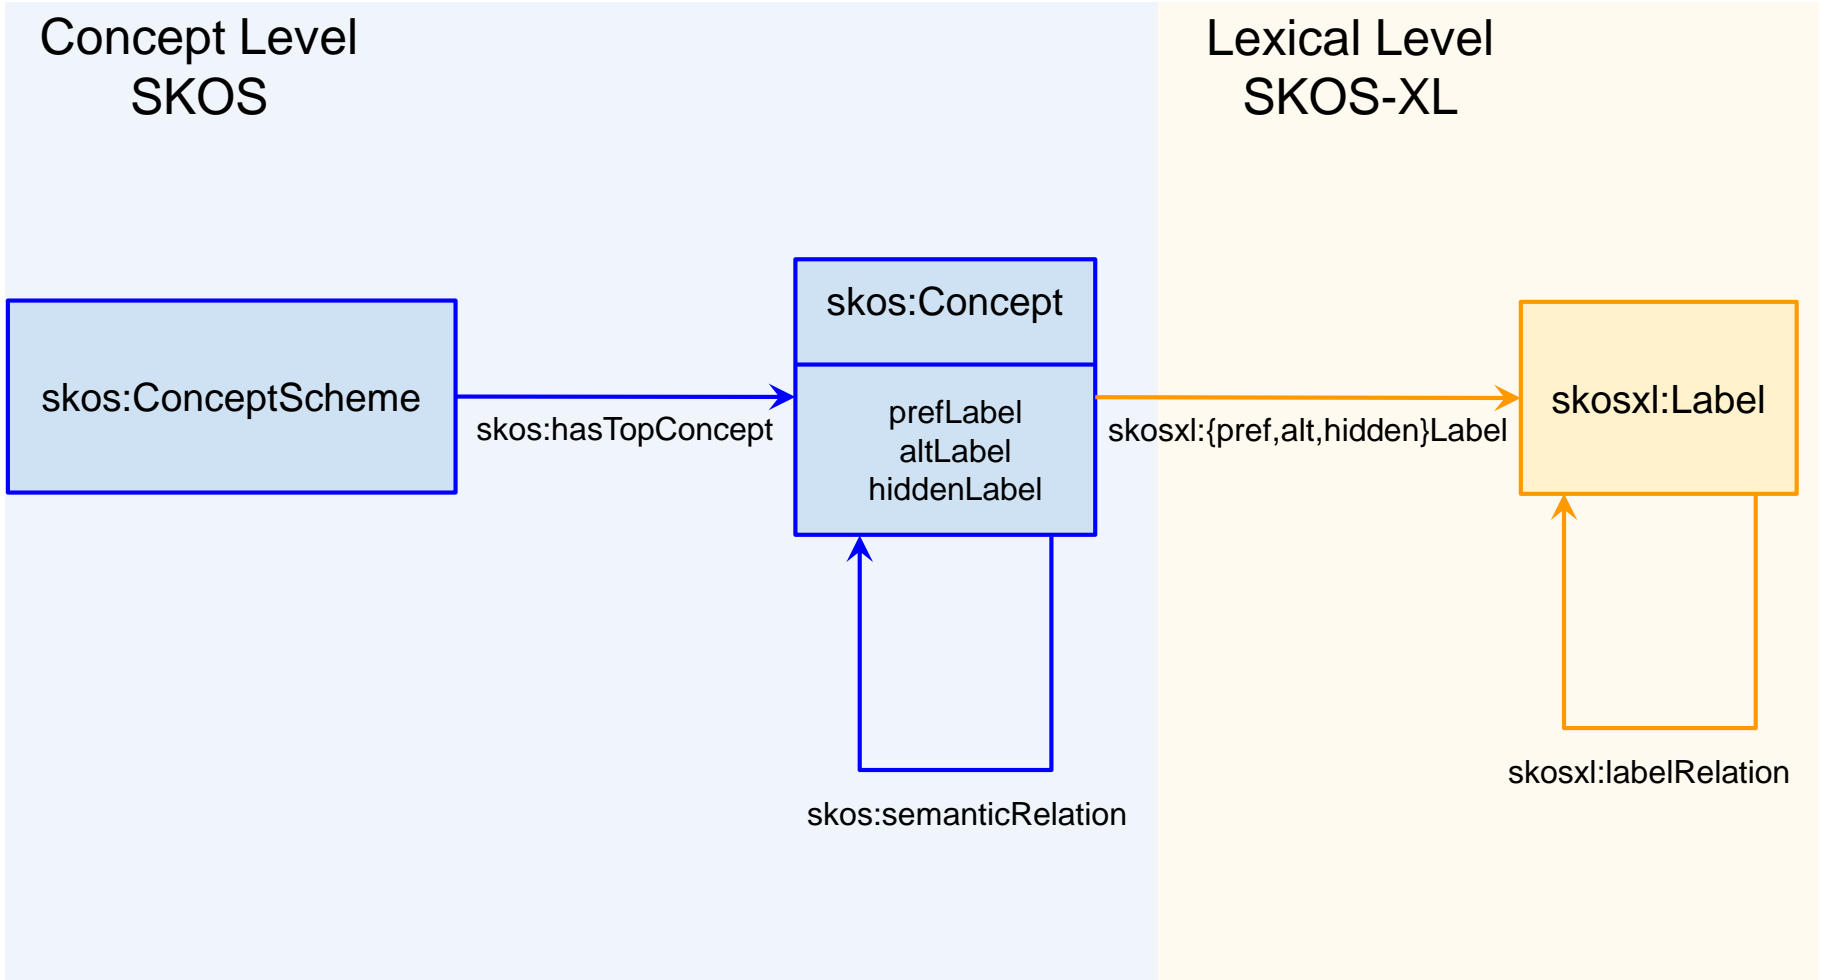 Concept Level
SKOS
Lexical Level
SKOS-XL
skos:ConceptScheme
skos:hasTopConcept
skos:Concept
prefLabel
altLabel
hiddenLabel
skosxl:{pref,alt,hidden}Label
skosxl:Label
skos:semanticRelation
skosxl:labelRelation